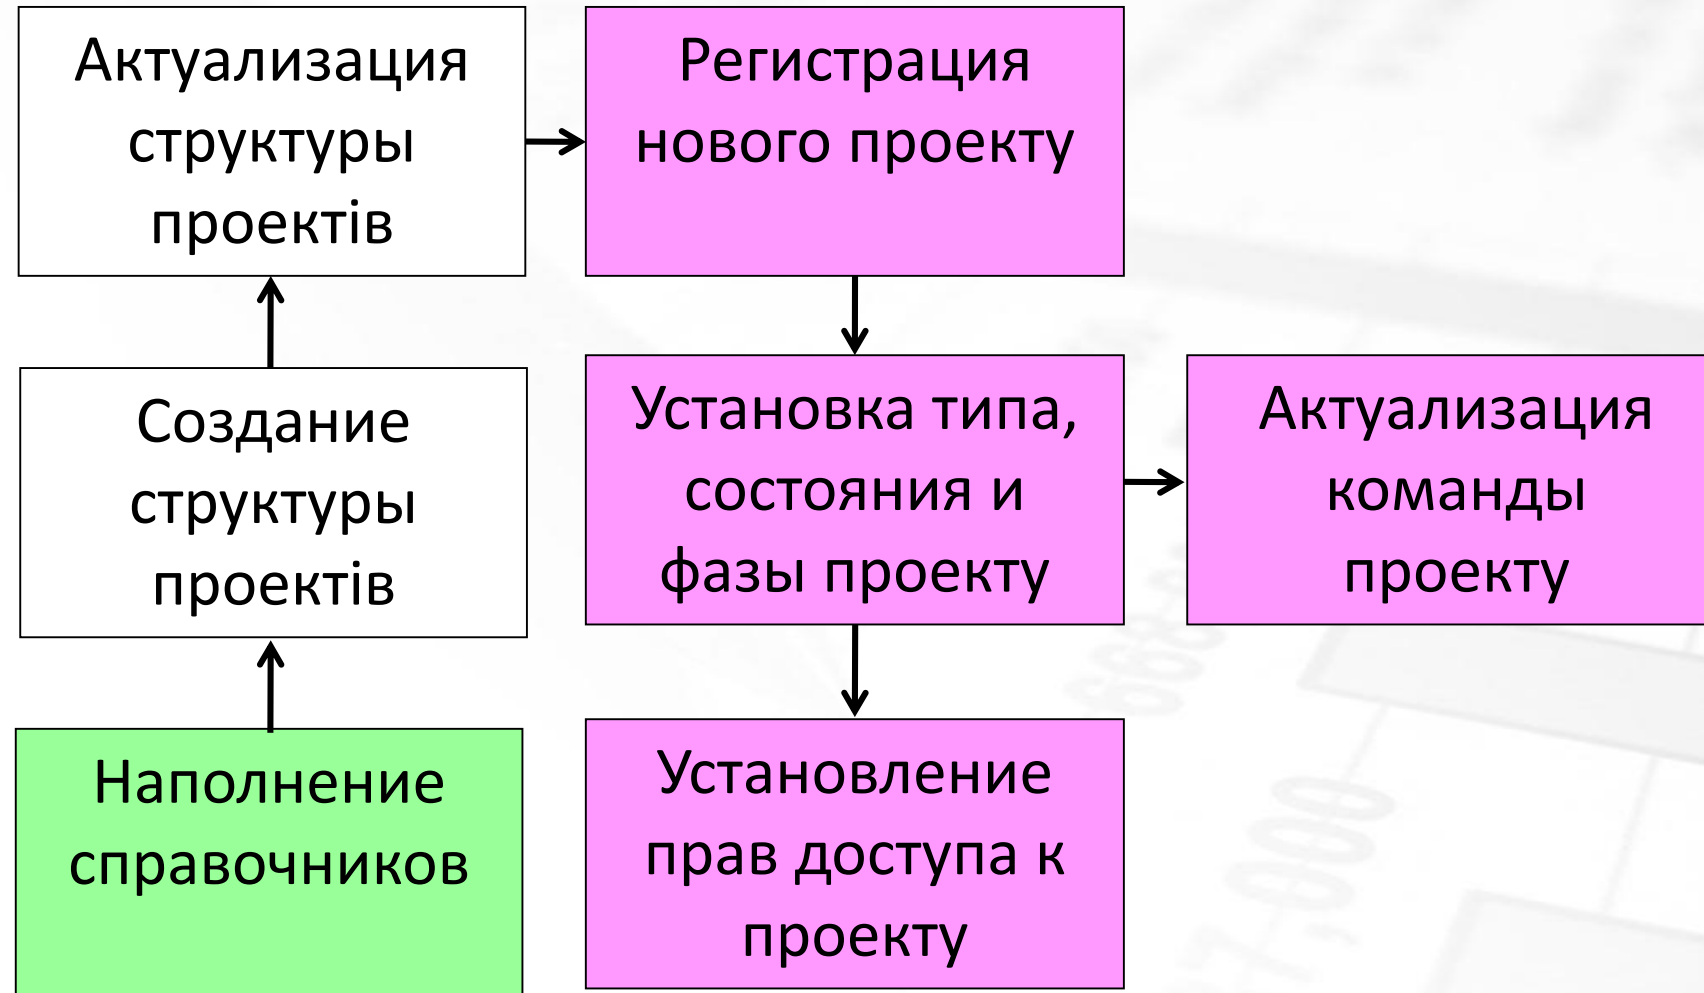 Актуализация
структуры
проектів
Регистрация
нового проекту
Создание
структуры
проектів
Установка типа,
состояния и
фазы проекту
Актуализация
команды
проекту
Наполнение
справочников
Установление
прав доступа к
проекту